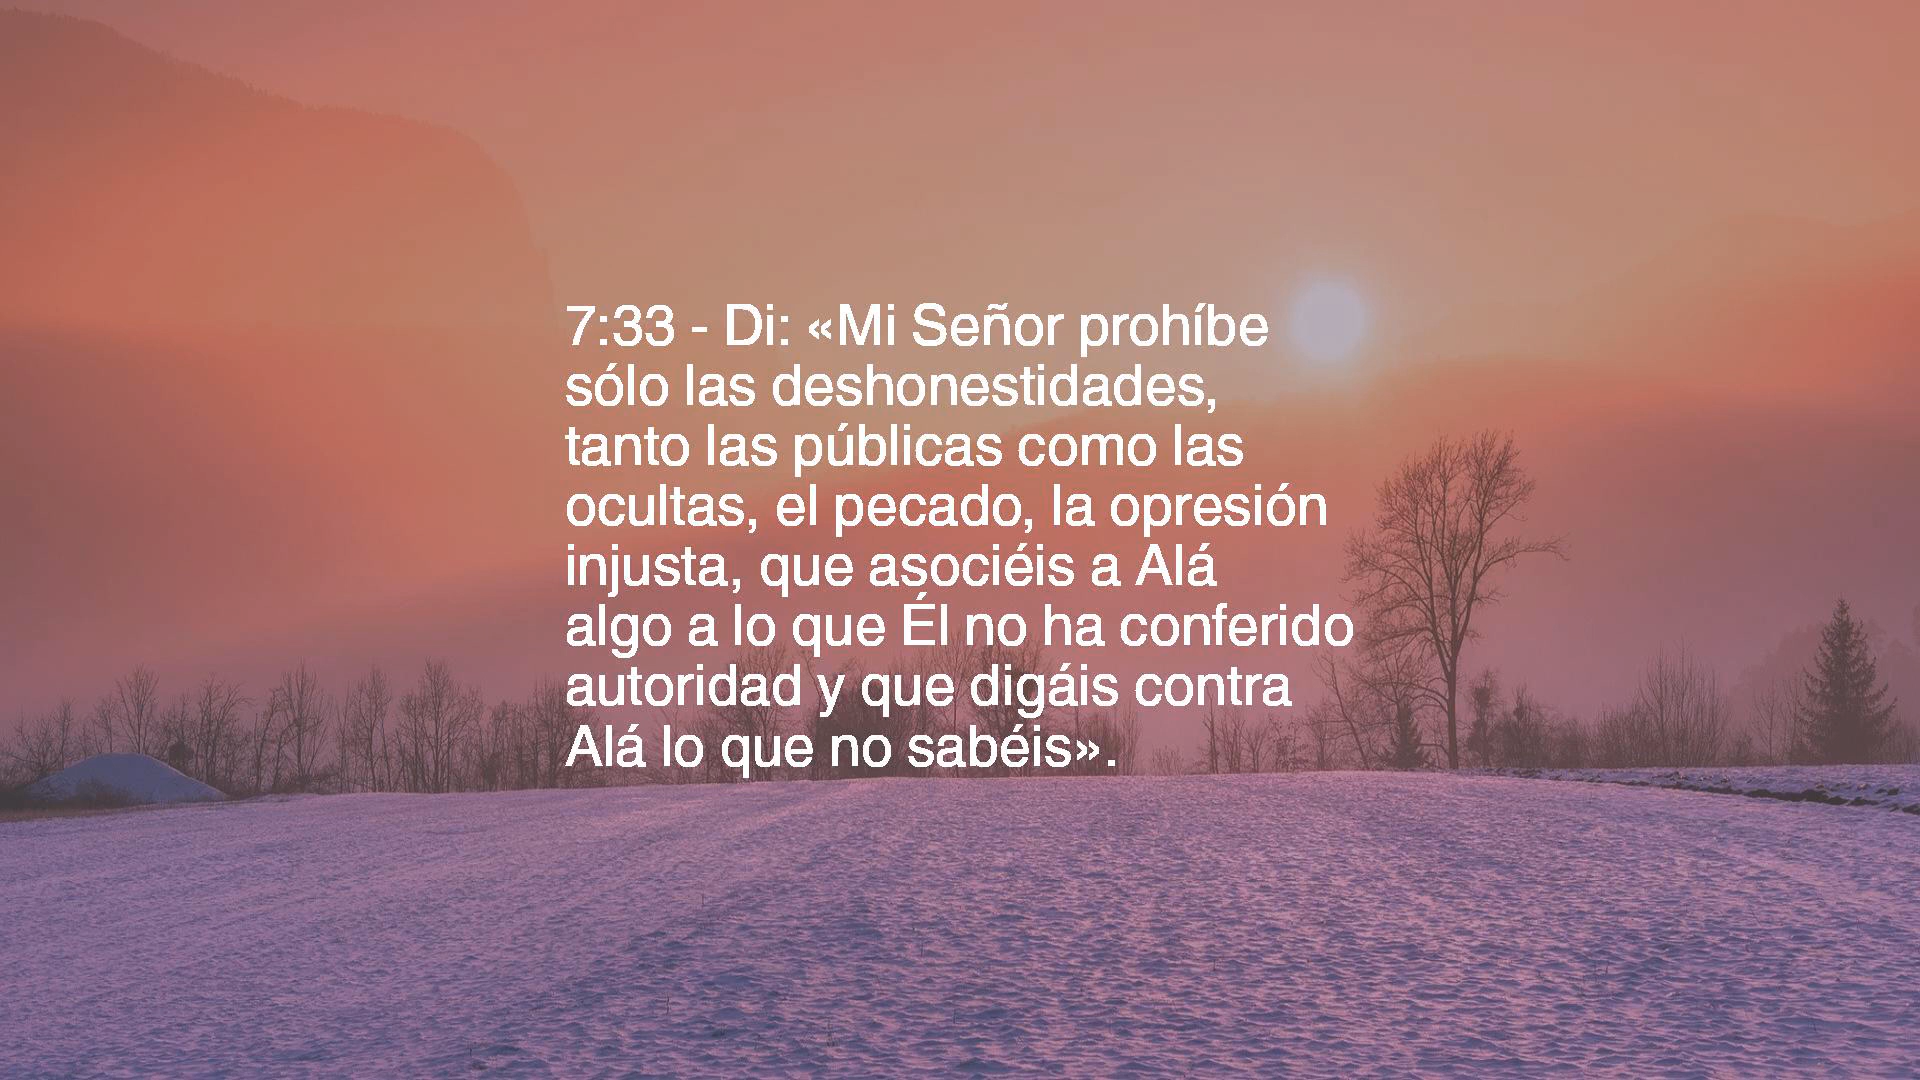 7:33 - Di: «Mi Señor prohíbe
sólo las deshonestidades,
tanto las públicas como las
ocultas, el pecado, la opresión
injusta, que asociéis a Alá
algo a lo que Él no ha conferido
autoridad y que digáis contra
Alá lo que no sabéis».